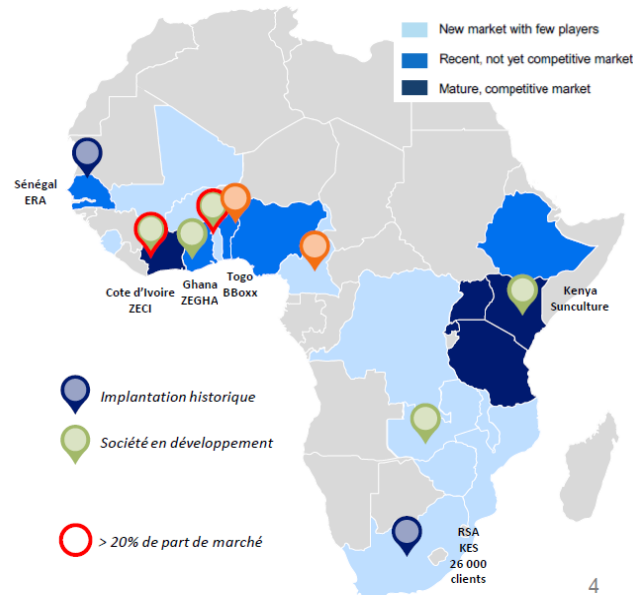 New market with few players
Recent, not yet competitive market
Mature, competitive market
Sénégal
ERA
Cote d'Ivoire
ZECI
Ghana
ZEGHA
Togo
BBoxx
Kenya
Sunculture
Implantation historique
Société en développement
> 20% de part de marché
RSA
KES
26 000
clients
4